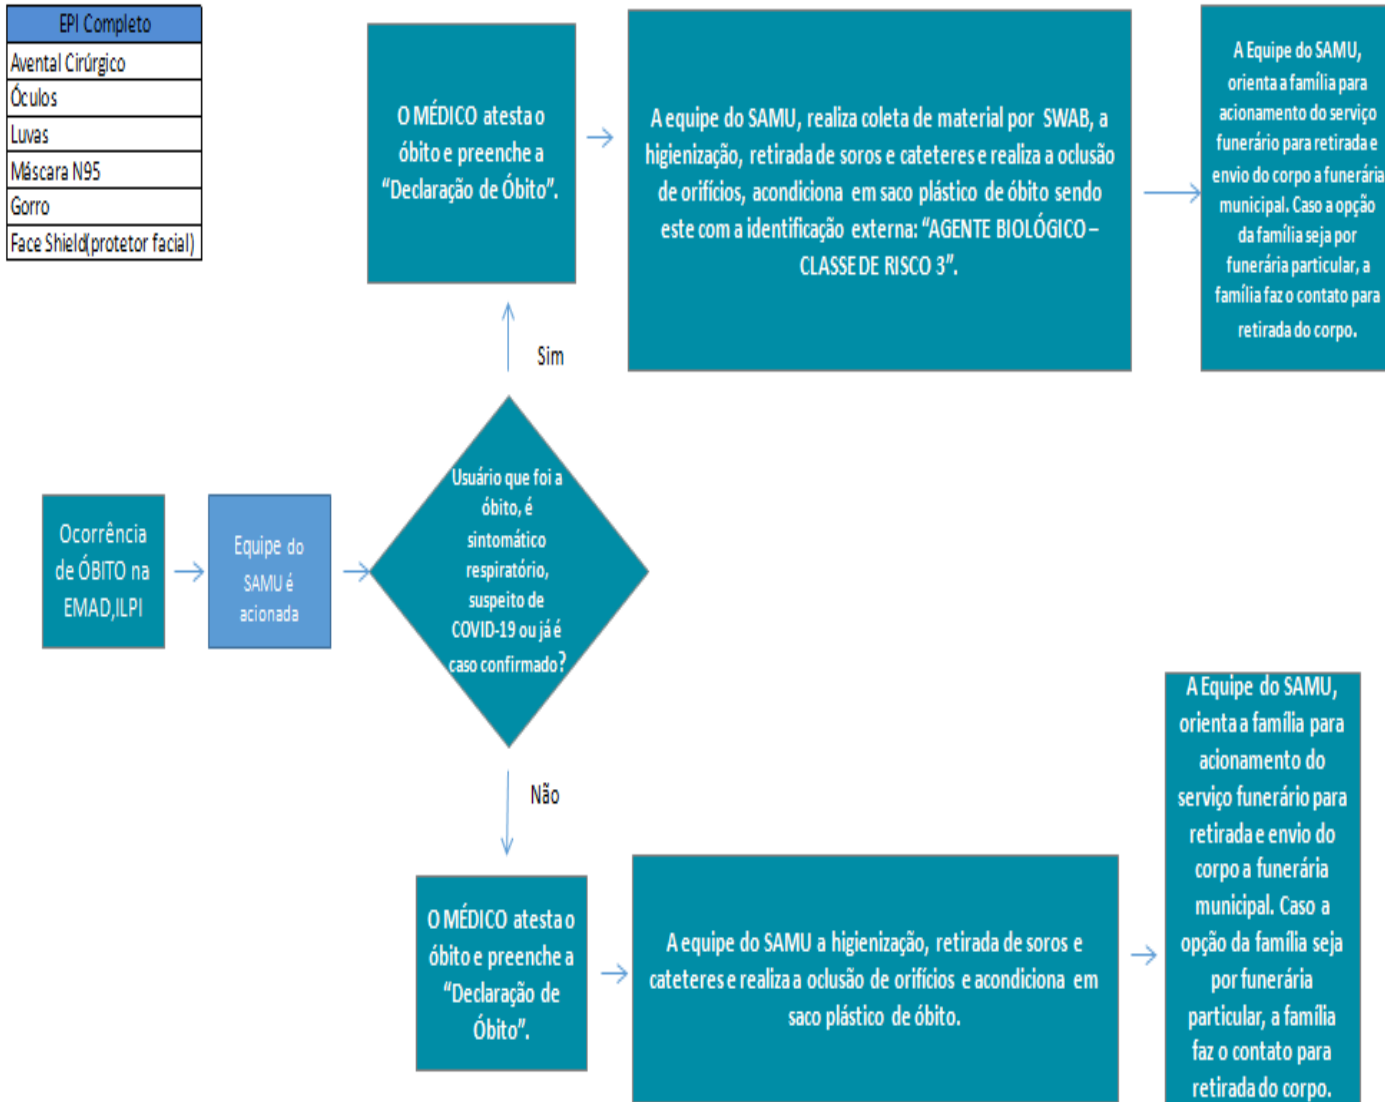 EPI Completo
Avental Cirúrgico
Óculos
Luvas
Máscara N95
Gorro
Face Shield(protetor facial)
O MÉDICO atesta o
óbito e preenche a
“Declaração de Óbito”.
A equipe do SAMU, realiza coleta de material por SWAB, a
higienização, retirada de soros e cateteres e realiza a oclusão
de orifícios, acondiciona em saco plástico de óbito sendo
este com a identificação externa: “AGENTE BIOLÓGICO –
CLASSE DE RISCO 3”.
A Equipe do SAMU,
orienta a família para
acionamento do serviço
funerário para retirada e
envio do corpo a funerária
municipal. Caso a opção
da família seja por
funerária particular, a
família faz o contato para
retirada do corpo.
Sim
Ocorrência
de ÓBITO na
EMAD,ILPI
Equipe do
SAMU é
acionada
Usuário que foi a
óbito, é
sintomático
respiratório,
suspeito de
COVID-19 ou já é
caso confirmado?
Não
O MÉDICO atesta o
óbito e preenche a
“Declaração de
Óbito”.
A equipe do SAMU a higienização, retirada de soros e
cateteres e realiza a oclusão de orifícios e acondiciona em
saco plástico de óbito.
A Equipe do SAMU,
orienta a família para
acionamento do
serviço funerário para
retirada e envio do
corpo a funerária
municipal. Caso a
opção da família seja
por funerária
particular, a família
faz o contato para
retirada do corpo.